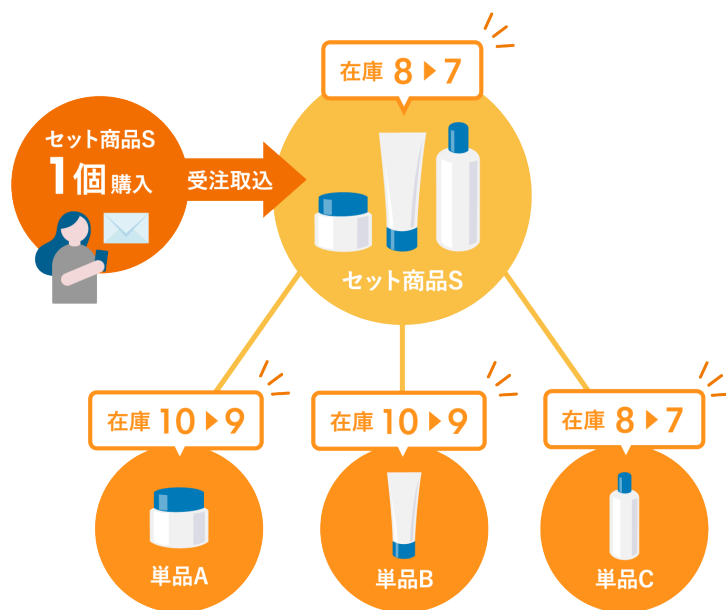 在庫 8 ▶ 7
セット商品S
1個 購入
受注取込
セット商品S
在庫 10 ▶ 9
在庫 10 ▶ 9
在庫 8 ▶ 7
単品A
単品B
単品C